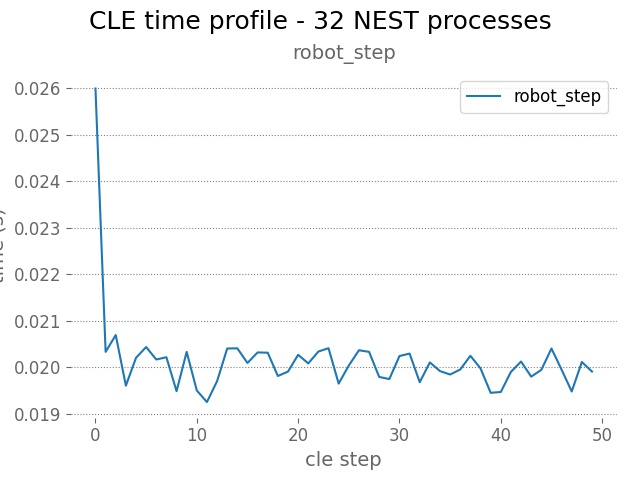 CLE time profile - 32 NEST processes
robot_step
robot_step
0.026
0.025
0.024
0.023
0.022
0.021
0.020
0.019
time (s)
0 10 20 30 40 50
cle step